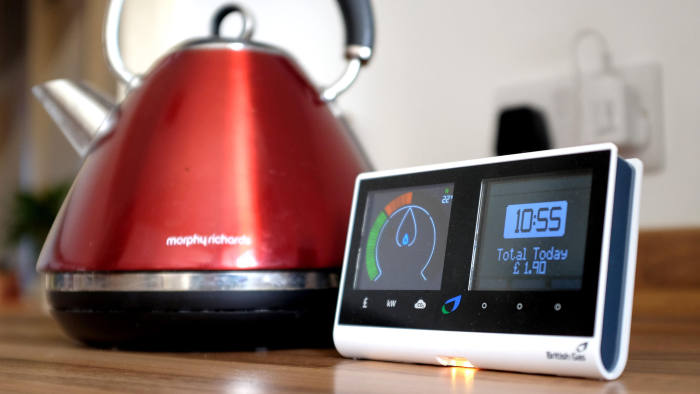 morphy richards
22°
10:55
Total Today
£1.90
£
kW
British Gas